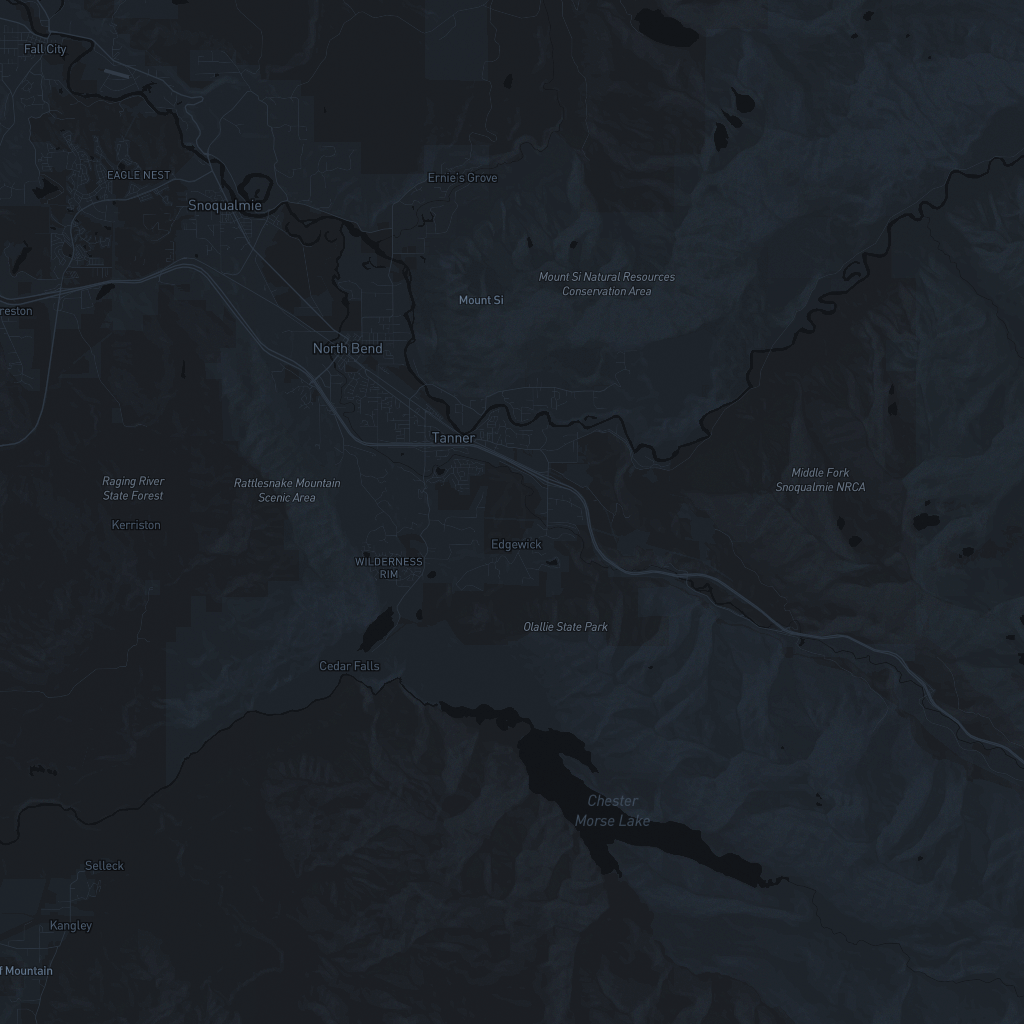 Fall City
EAGLE NEST
Ernie's Grove
Snoqualmie
Mount Si Natural Resources
Conservation Area
Mount Si
reston
North Bend
Tanner
Middle Fork
Snoqualmie NRCA
Raging River
State Forest
Rattlesnake Mountain
Scenic Area
Kerriston
Edgewick
WILDERNESS
RIM
Olallie State Park
Cedar Falls
Chester
Morse Lake
Selleck
Kangley
f Mountain